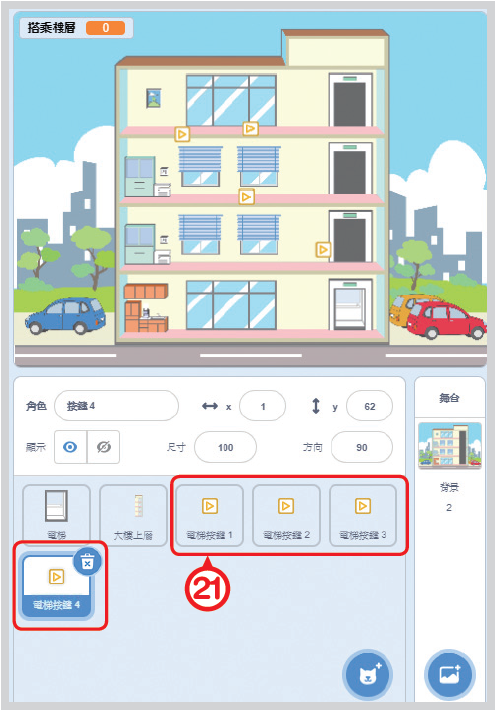 搭乘樓層 0
角色 按鈕 4 x 1 y 62
顯示 尺寸 100 方向 90
舞台
背景
2
電梯
大樓上層
電梯按鈕 1
電梯按鈕 2
電梯按鈕 3
電梯按鈕 4
21